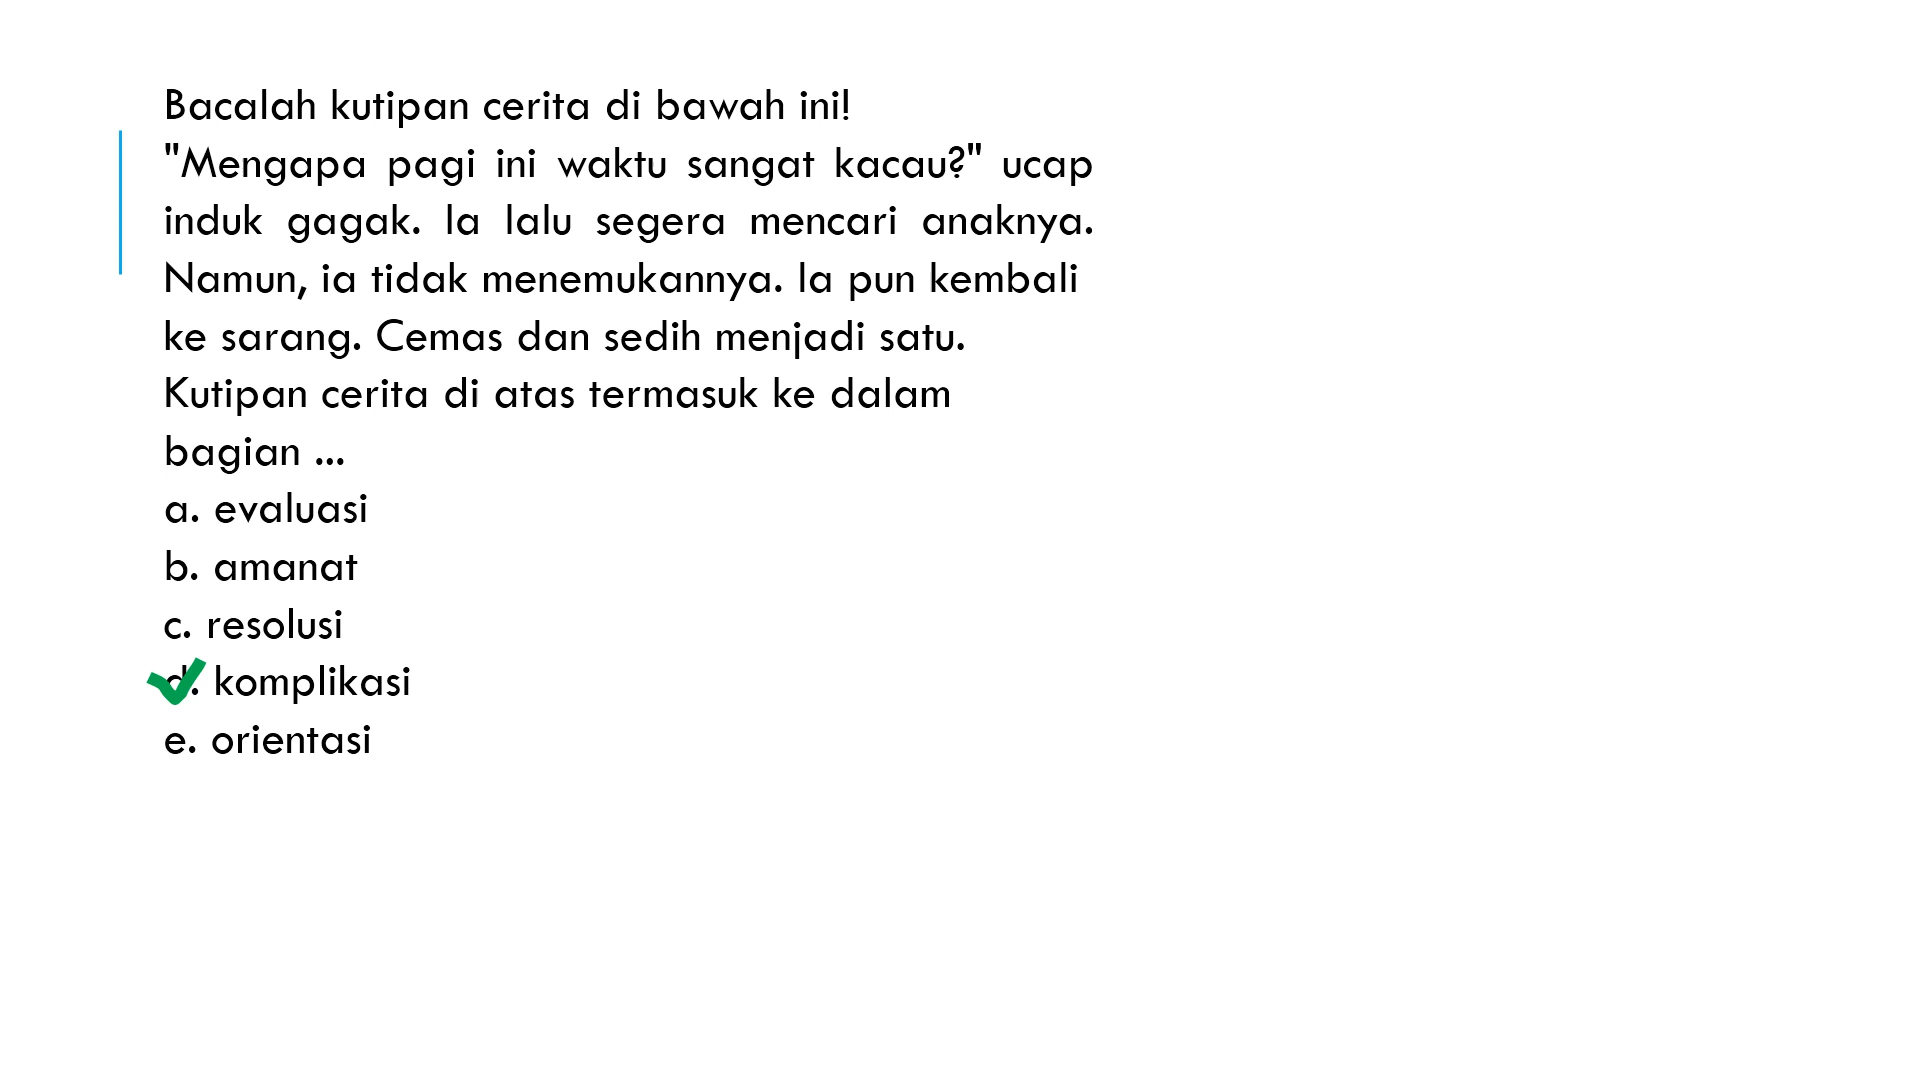 Bacalah kutipan cerita di bawah ini!
"Mengapa pagi ini waktu sangat kacau?" ucap
induk gagak. Ia lalu segera mencari anaknya.
Namun, ia tidak menemukannya. Ia pun kembali
ke sarang. Cemas dan sedih menjadi satu.
Kutipan cerita di atas termasuk ke dalam
bagian ...
a. evaluasi
b. amanat
c. resolusi
d. komplikasi
e. orientasi